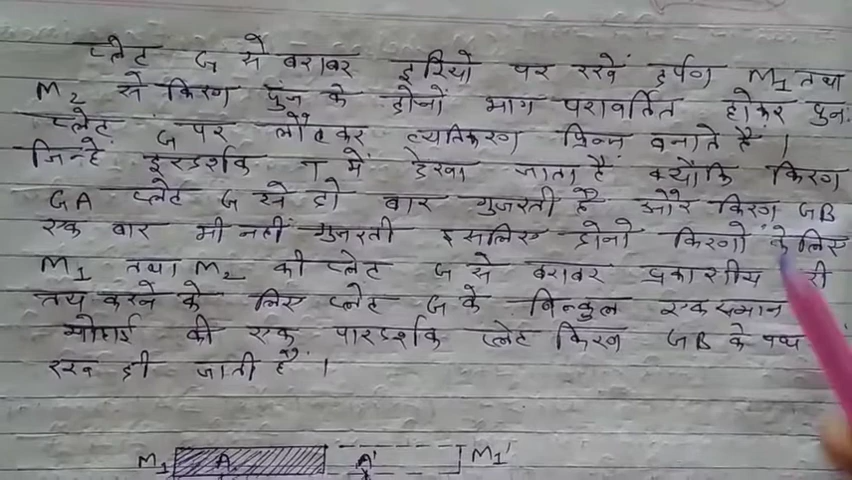 प्लेट G से बराबर दूरियो पर रखें दर्पण M1 तथा
M2 से किरण पुंज के दोनों भाग परावर्तित होकर पुनः
प्लेट G पर लौटकर व्यतिकरण फ्रिन्ज बनाते हैं ।
जिन्हें दूरदर्शक T में देखा जाता है क्योंकि किरण
GA प्लेट G से दो बार गुजरती है और किरण GB
एक बार भी नहीं गुजरती इसलिए दोनो किरणों के लिए
M1 तथा M2 की प्लेट G से बराबर प्रकाशीय री
तय करने के लिए प्लेट G के बिल्कुल एकसमान
मोटाई की एक पारदर्शक प्लेट किरण GB के पथ
रख दी जाती है ।
M1 A A' M1'